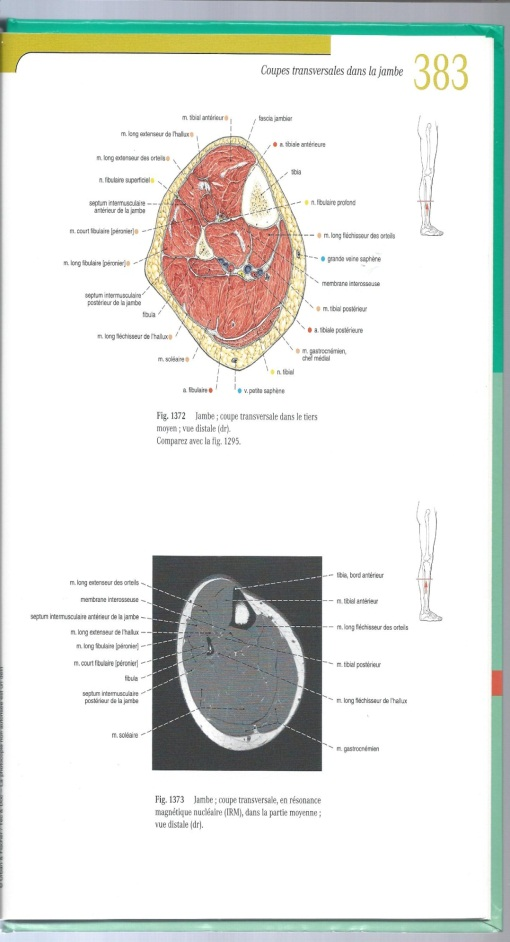 Coupes transversales dans la jambe 383
m. tibial antérieur
m. long extenseur de l'hallux
m. long extenseur des orteils
n. fibulaire superficiel
septum intermusculaire
antérieur de la jambe
m. court fibulaire [péronier]
m. long fibulaire [péronier]
septum intermusculaire
postérieur de la jambe
fibula
m. long fléchisseur de l'hallux
m. soléaire
a. fibulaire
fascia jambier
a. tibiale antérieure
tibia
n. fibulaire profond
m. long fléchisseur des orteils
grande veine saphène
membrane interosseuse
m. tibial postérieur
a. tibiale postérieure
m. gastrocnémien,
chef médial
n. tibial
v. petite saphène
Fig. 1372 Jambe ; coupe transversale dans le tiers
moyen ; vue distale (dr).
Comparez avec la fig. 1295.
m. long extenseur des orteils
membrane interosseuse
septum intermusculaire antérieur de la jambe
m. long extenseur de l'hallux
m. long fibulaire [péronier]
m. court fibulaire [péronier]
fibula
septum intermusculaire
postérieur de la jambe
m. soléaire
tibia, bord antérieur
m. tibial antérieur
m. long fléchisseur des orteils
m. tibial postérieur
m. long fléchisseur de l'hallux
m. gastrocnémien
Fig. 1373 Jambe ; coupe transversale, en résonance
magnétique nucléaire (IRM), dans la partie moyenne ;
vue distale (dr).